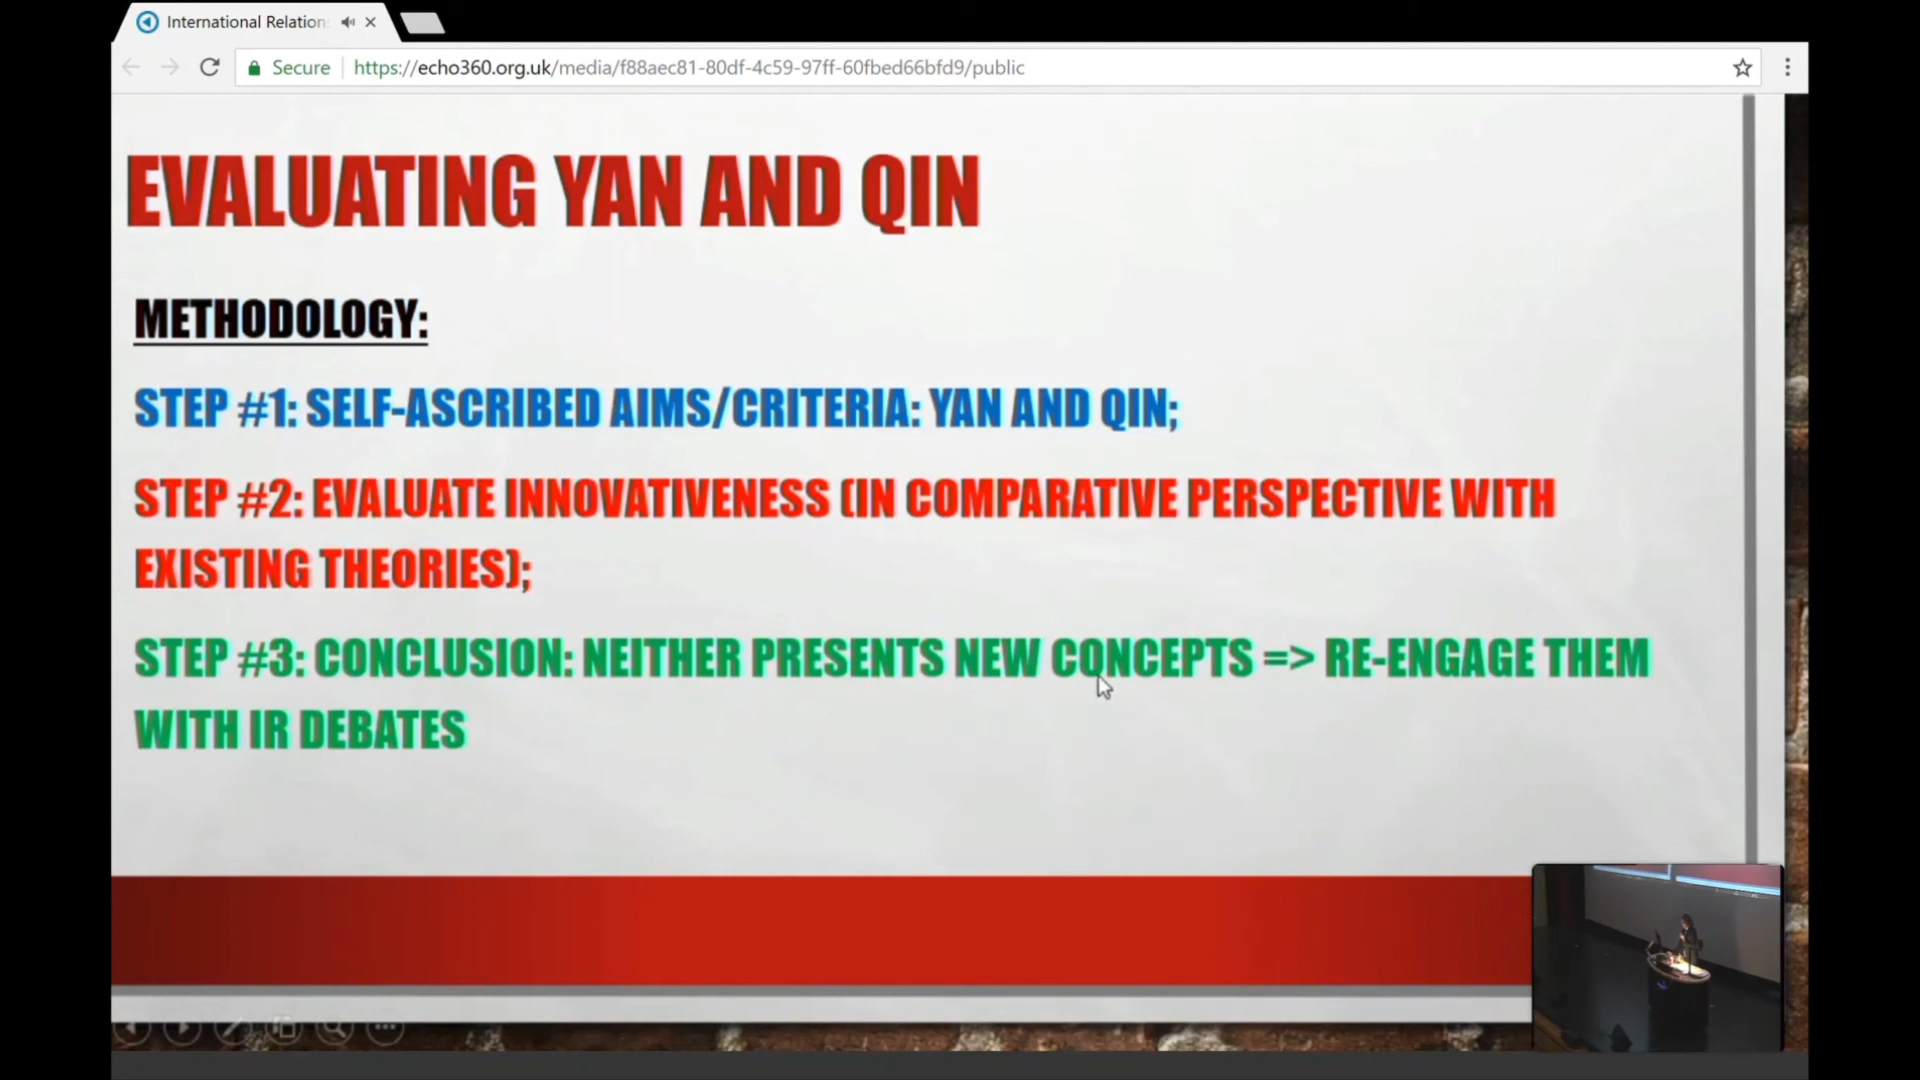 International Relation
Secure
https://echo360.org.uk/media/f88aec81-80df-4c59-97ff-60fbed66bfd9/public
EVALUATING YAN AND QIN
METHODOLOGY:
STEP #1: SELF-ASCRIBED AIMS/CRITERIA: YAN AND QIN;
STEP #2: EVALUATE INNOVATIVENESS (IN COMPARATIVE PERSPECTIVE WITH
EXISTING THEORIES);
STEP #3: CONCLUSION: NEITHER PRESENTS NEW CONCEPTS => RE-ENGAGE THEM
WITH IR DEBATES